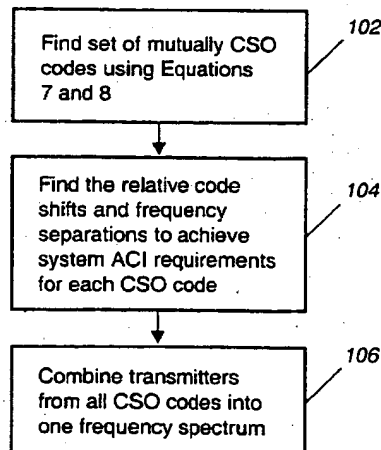 102
Find set of mutually CSO
codes using Equations
7 and 8
104
Find the relative code
shifts and frequency
separations to achieve
system ACI requirements
for each CSO code
106
Combine transmitters
from all CSO codes into
one frequency spectrum